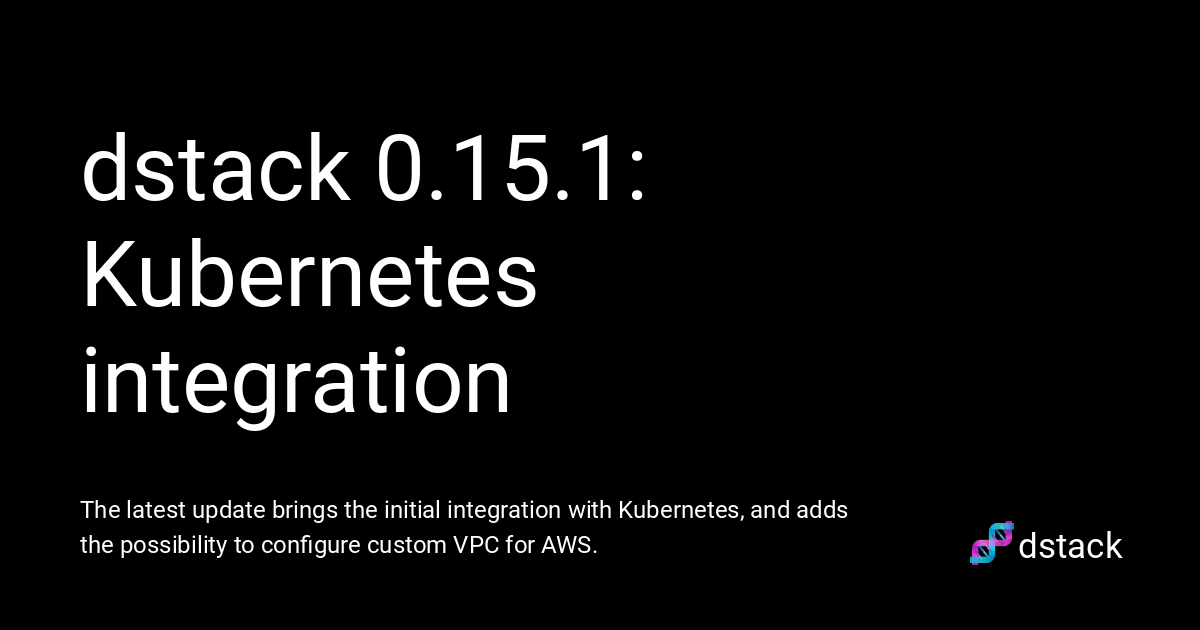 dstack 0.15.1:
Kubernetes
integration
The latest update brings the initial integration with Kubernetes, and adds
the possibility to configure custom VPC for AWS.
dstack